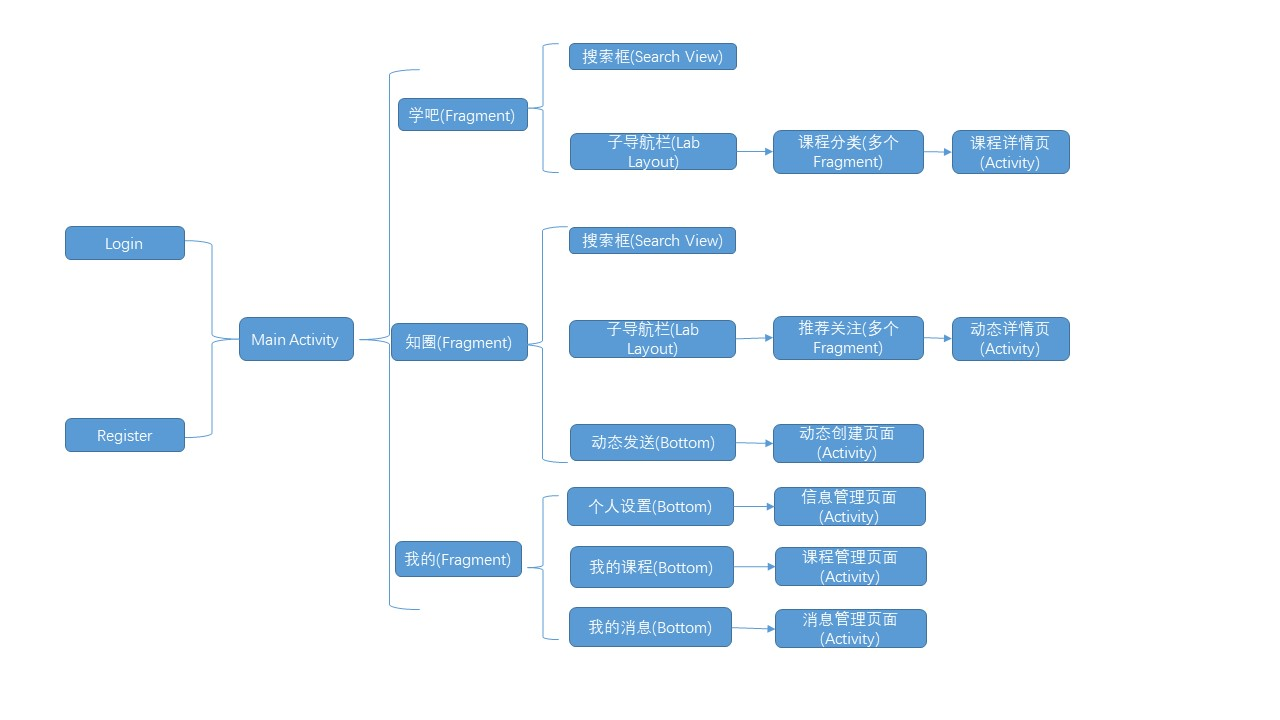 搜索框(Search View)
学吧(Fragment)
子导航栏(Lab
Layout)
课程分类(多个
Fragment)
课程详情页
(Activity)
Login
搜索框(Search View)
Main Activity
知圈(Fragment)
子导航栏(Lab
Layout)
推荐关注(多个
Fragment)
动态详情页
(Activity)
Register
动态发送(Bottom)
动态创建页面
(Activity)
个人设置(Bottom)
信息管理页面
(Activity)
我的(Fragment)
我的课程(Bottom)
课程管理页面
(Activity)
我的消息(Bottom)
消息管理页面
(Activity)